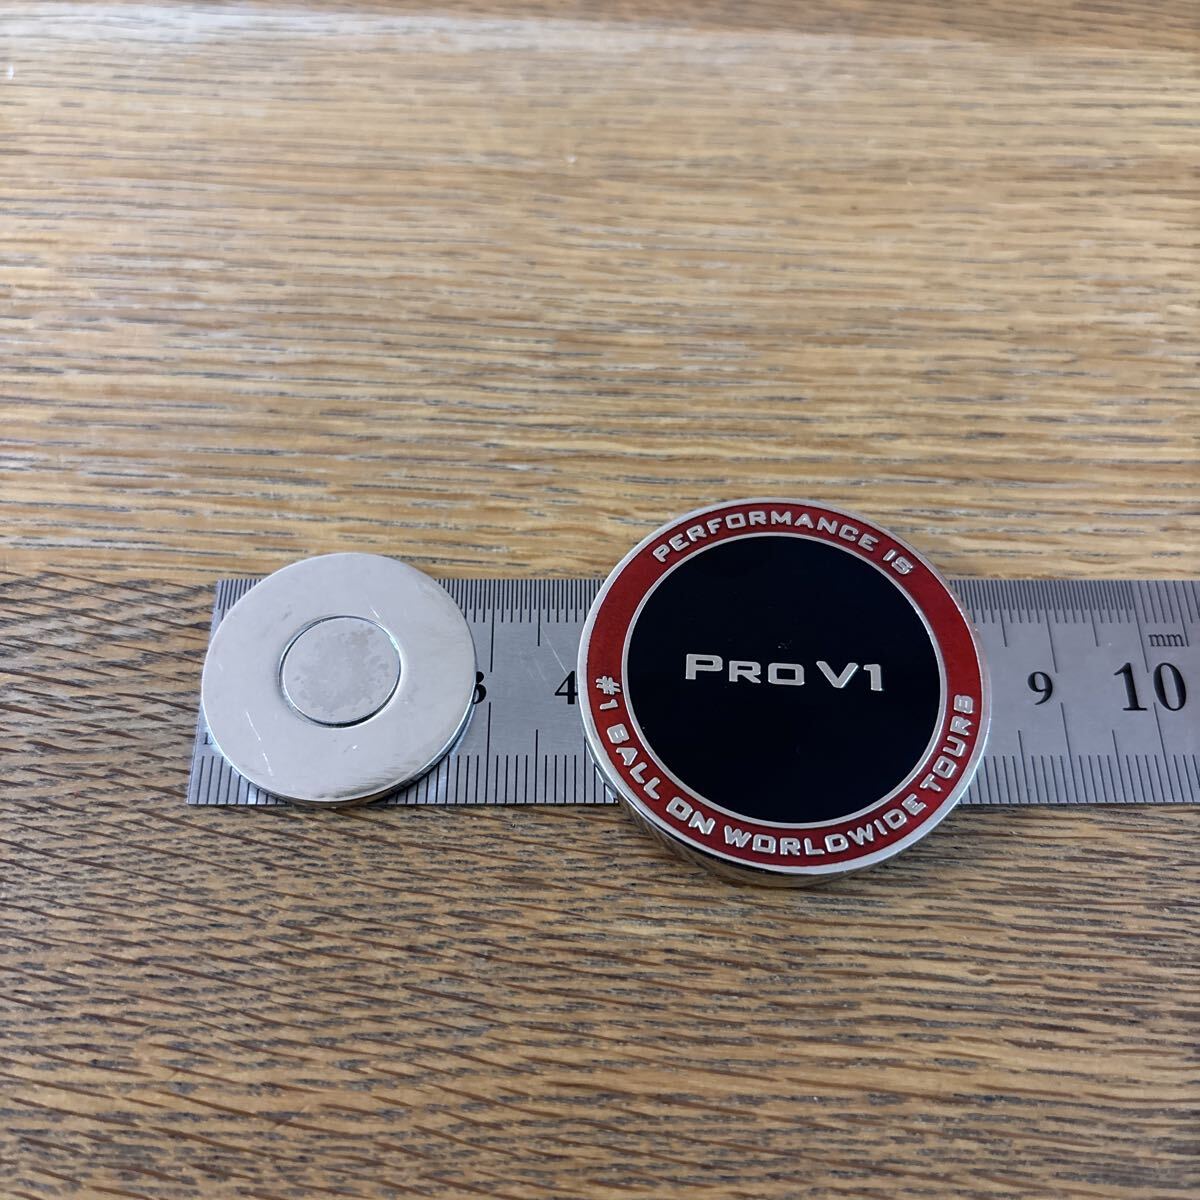 PERFORMANCE IS
PRO V1
#1 BALL ON WORLDWIDE TOURS
3 4 9 10
mm